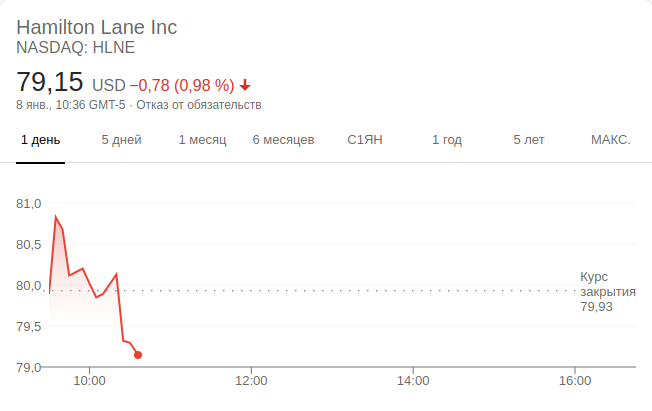 Hamilton Lane Inc
NASDAQ: HLNE
79,15 USD −0,78 (0,98 %)
8 янв., 10:36 GMT-5 · Отказ от обязательств
1 день 5 дней 1 месяц 6 месяцев С1ЯН 1 год 5 лет МАКС.
81,0
80,5
80,0
79,5
79,0
Курс
закрытия
79,93
10:00 12:00 14:00 16:00